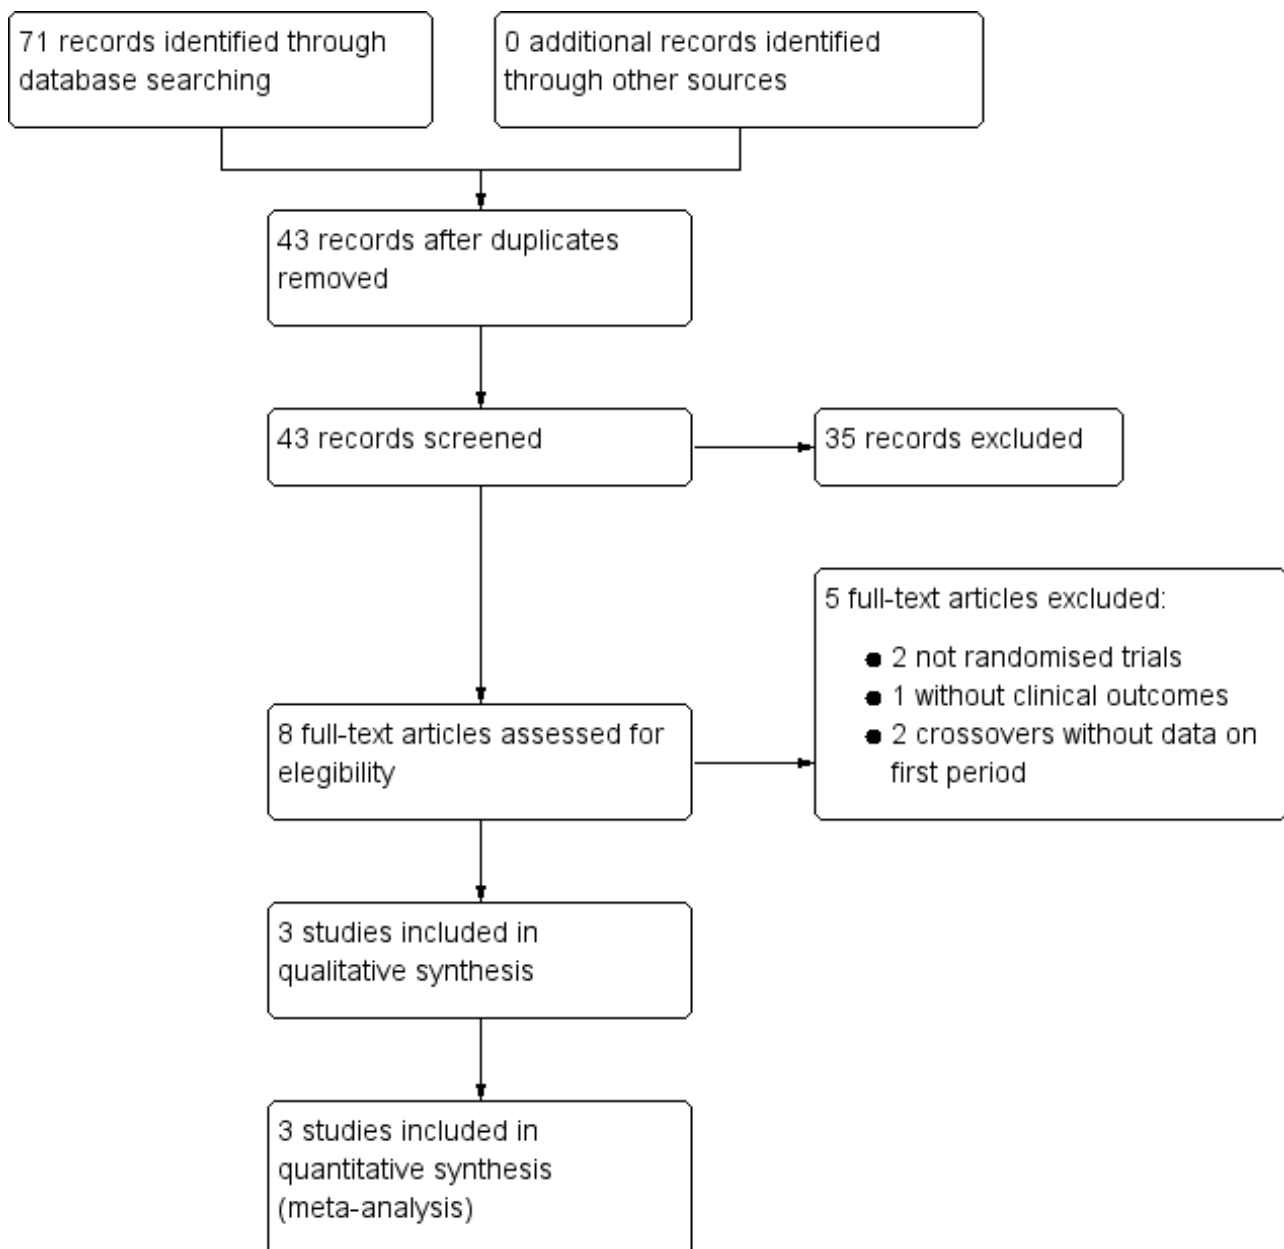 71 records identified through
database searching
0 additional records identified
through other sources
43 records after duplicates
removed
43 records screened
35 records excluded
5 full-text articles excluded:
● 2 not randomised trials
● 1 without clinical outcomes
● 2 crossovers without data on
first period
8 full-text articles assessed for
elegibility
3 studies included in
qualitative synthesis
3 studies included in
quantitative synthesis
(meta-analysis)